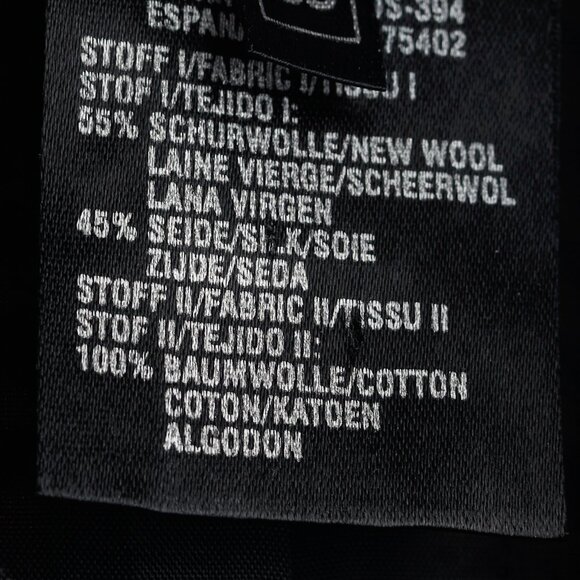 S-394
ESPAN 75402
STOFF I/FABRIC I/TISSU I
STOF I/TEJIDO I:
55% SCHURWOLLE/NEW WOOL
LAINE VIERGE/SCHEERWOL
LANA VIRGEN
45% SEIDE/SILK/SOIE
ZIJDE/SEDA
STOFF II/FABRIC II/TISSU II
STOF II/TEJIDO II:
100% BAUMWOLLE/COTTON
COTON/KATOEN
ALGODON